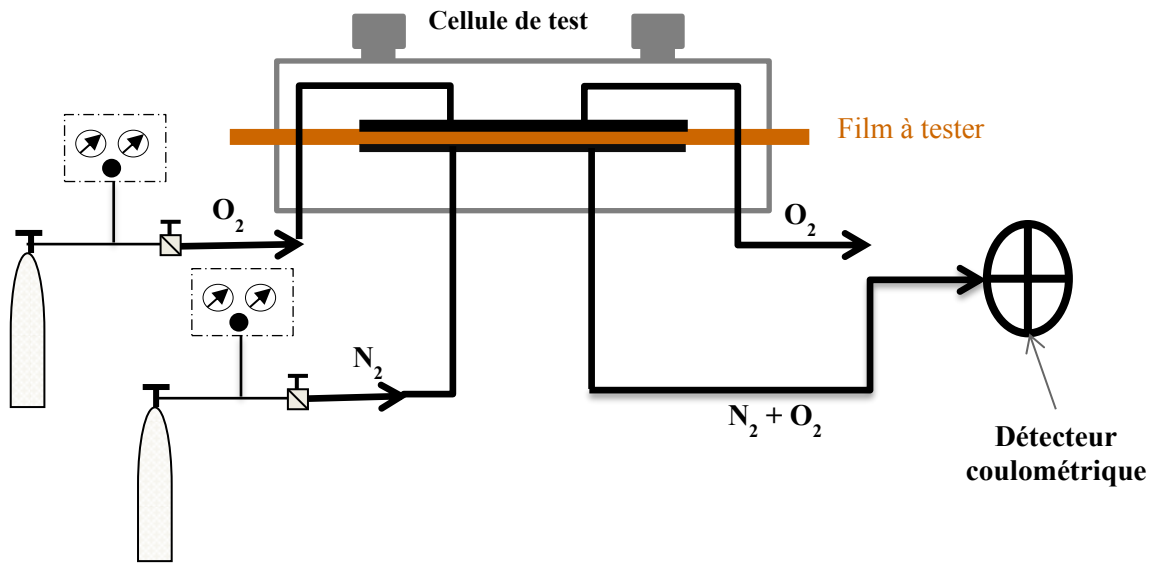 Cellule de test
Film à tester
O₂
O₂
N₂
N₂ + O₂
Détecteur
coulométrique